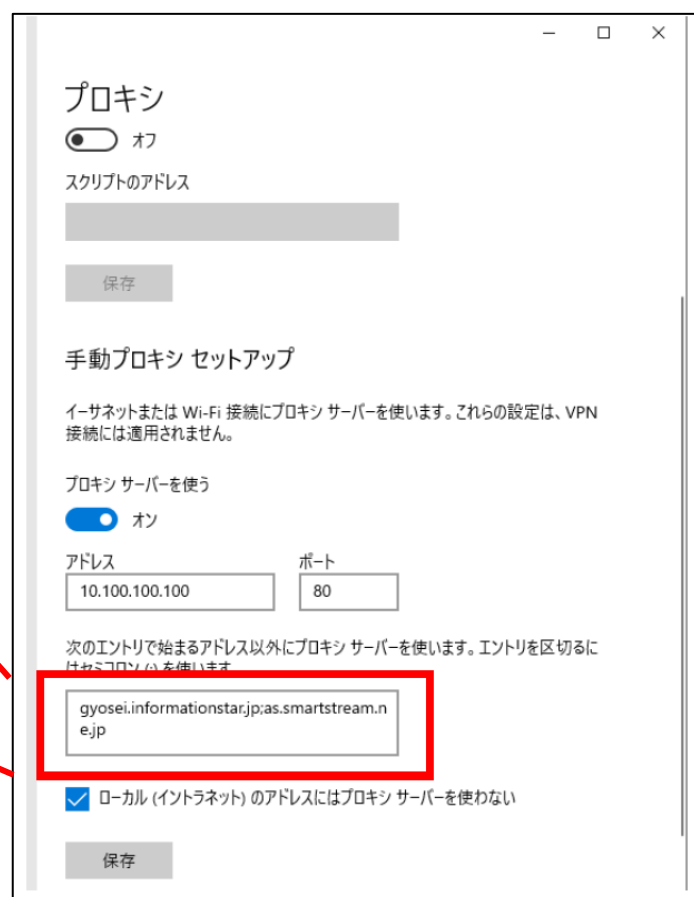 プロキシ
オフ
スクリプトのアドレス
保存
手動プロキシ セットアップ
イーサネットまたは Wi-Fi 接続にプロキシ サーバーを使います。これらの設定は、VPN
接続には適用されません。
プロキシ サーバーを使う
オン
アドレス ポート
10.100.100.100 80
次のエントリで始まるアドレス以外にプロキシ サーバーを使います。エントリを区切るに
はセミコロン (;) を使います。
gyosei.informationstar.jp;as.smartstream.n
e.jp
ローカル (イントラネット) のアドレスにはプロキシ サーバーを使わない
保存